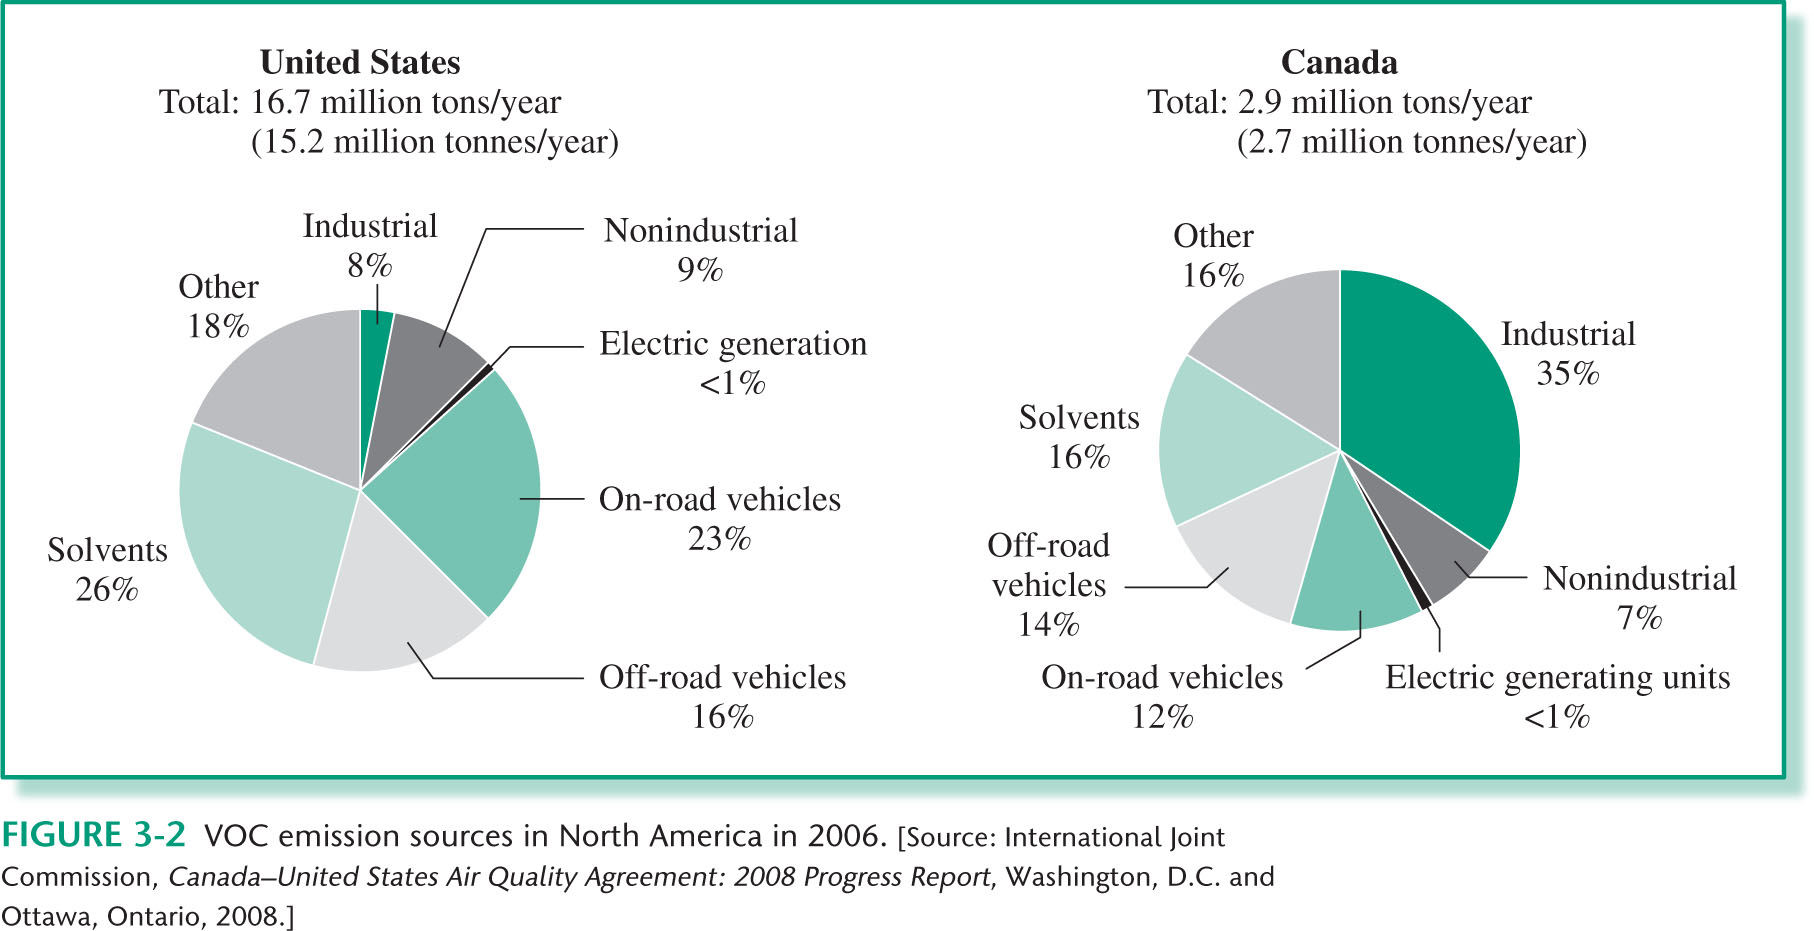 United States
Total: 16.7 million tons/year
(15.2 million tonnes/year)
Industrial
8%
Nonindustrial
9%
Other
18%
Electric generation
<1%
On-road vehicles
23%
Solvents
26%
Off-road vehicles
16%
Canada
Total: 2.9 million tons/year
(2.7 million tonnes/year)
Other
16%
Industrial
35%
Solvents
16%
Off-road
vehicles
14%
Nonindustrial
7%
On-road vehicles
12%
Electric generating units
<1%
FIGURE 3-2 VOC emission sources in North America in 2006. [Source: International Joint
Commission, Canada—United States Air Quality Agreement: 2008 Progress Report, Washington, D.C. and
Ottawa, Ontario, 2008.]